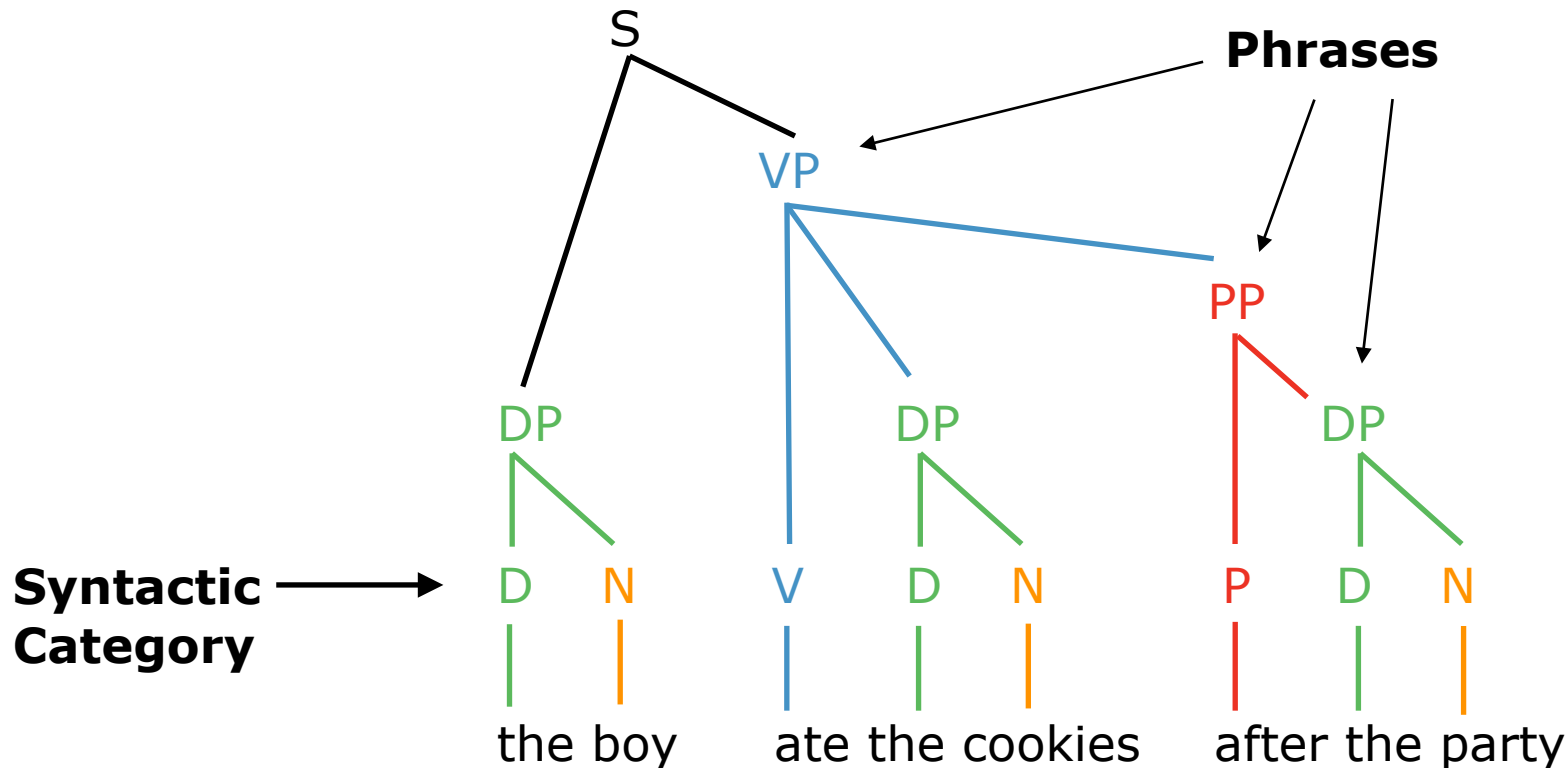 S
Phrases
VP
PP
DP DP DP
Syntactic
Category
D N V D N P D N
the boy ate the cookies after the party